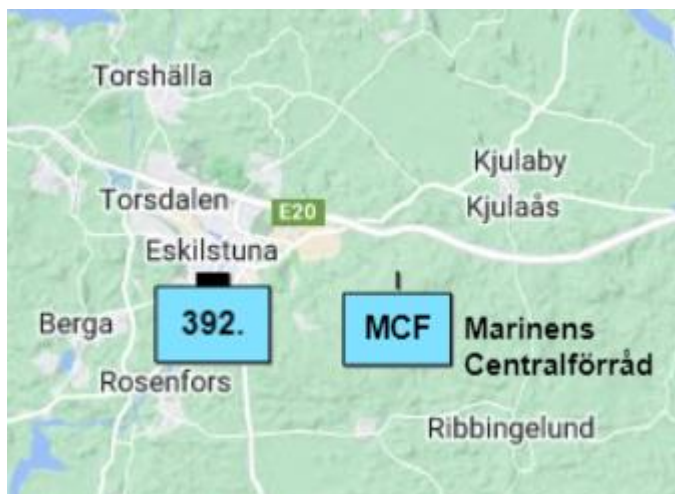 Torshälla
Kjulaby
Torsdalen
E20
Kjulaås
Eskilstuna
392.
MCF
Marinens
Centralförråd
Berga
Rosenfors
Ribbingelund